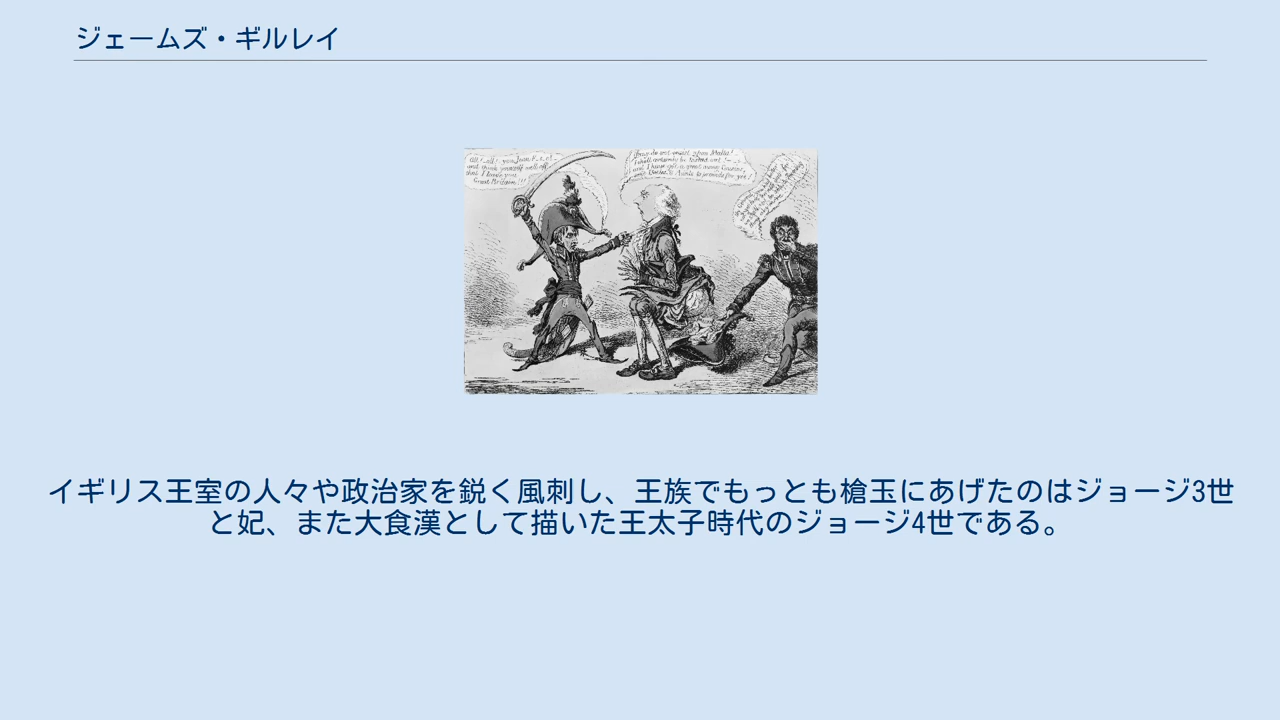 ジェームズ・ギルレイ
イギリス王室の人々や政治家を鋭く風刺し、王族でもっとも槍玉にあげたのはジョージ3世
と妃、また大食漢として描いた王太子時代のジョージ4世である。